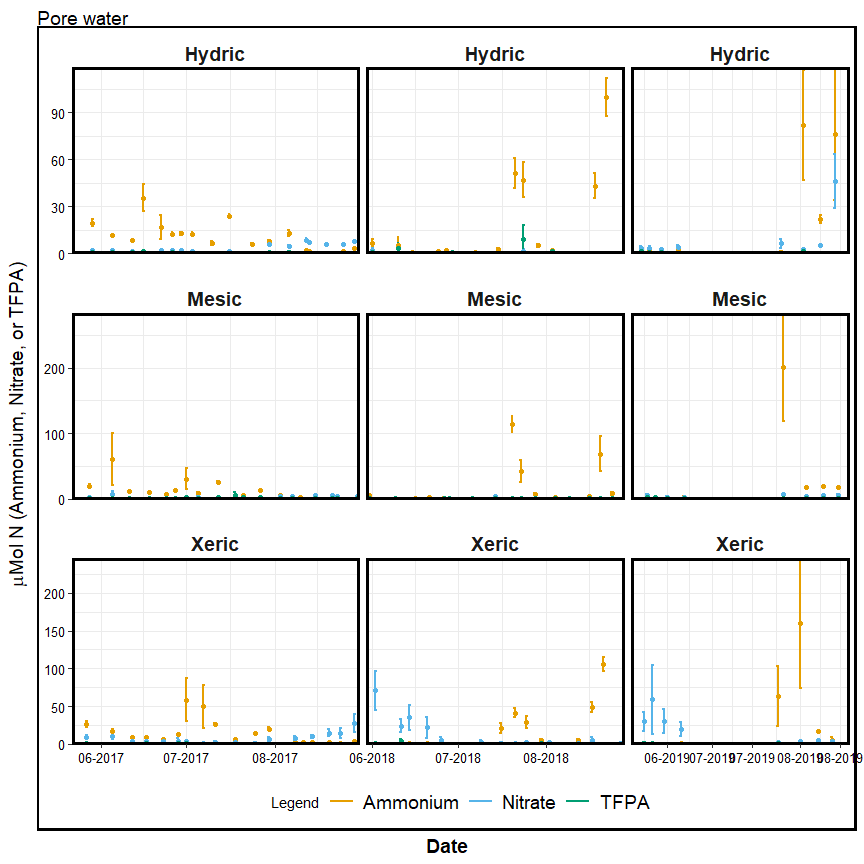 Pore water
Hydric Hydric Hydric
90
60
30
0
Mesic Mesic Mesic
200
100
0
Xeric Xeric Xeric
200
150
100
50
0
06-2017 07-2017 08-2017 06-2018 07-2018 08-2018 06-2019 07-2019 07-2019 08-2019 08-2019
μMol N (Ammonium, Nitrate, or TFPA)
Legend Ammonium Nitrate TFPA
Date